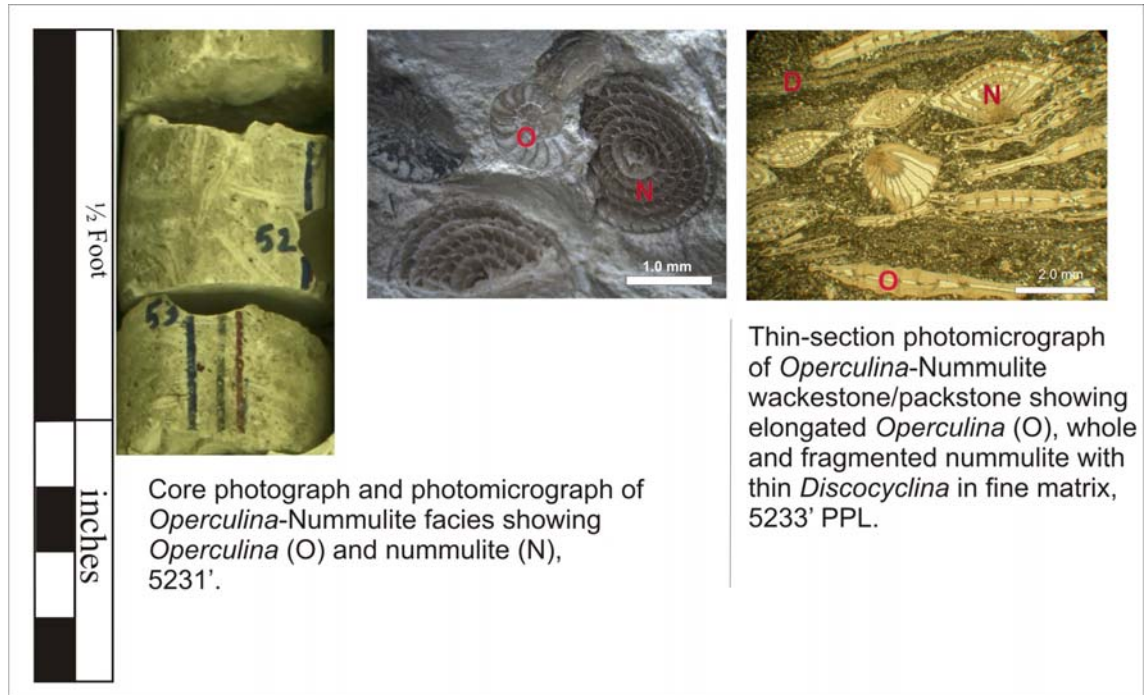 ½ Foot
inches
52
53
O
N
1.0 mm
D
N
O
2.0 mm
Core photograph and photomicrograph of
Operculina-Nummulite facies showing
Operculina (O) and nummulite (N),
5231’.
Thin-section photomicrograph
of Operculina-Nummulite
wackestone/packstone showing
elongated Operculina (O), whole
and fragmented nummulite with
thin Discocyclina in fine matrix,
5233’ PPL.